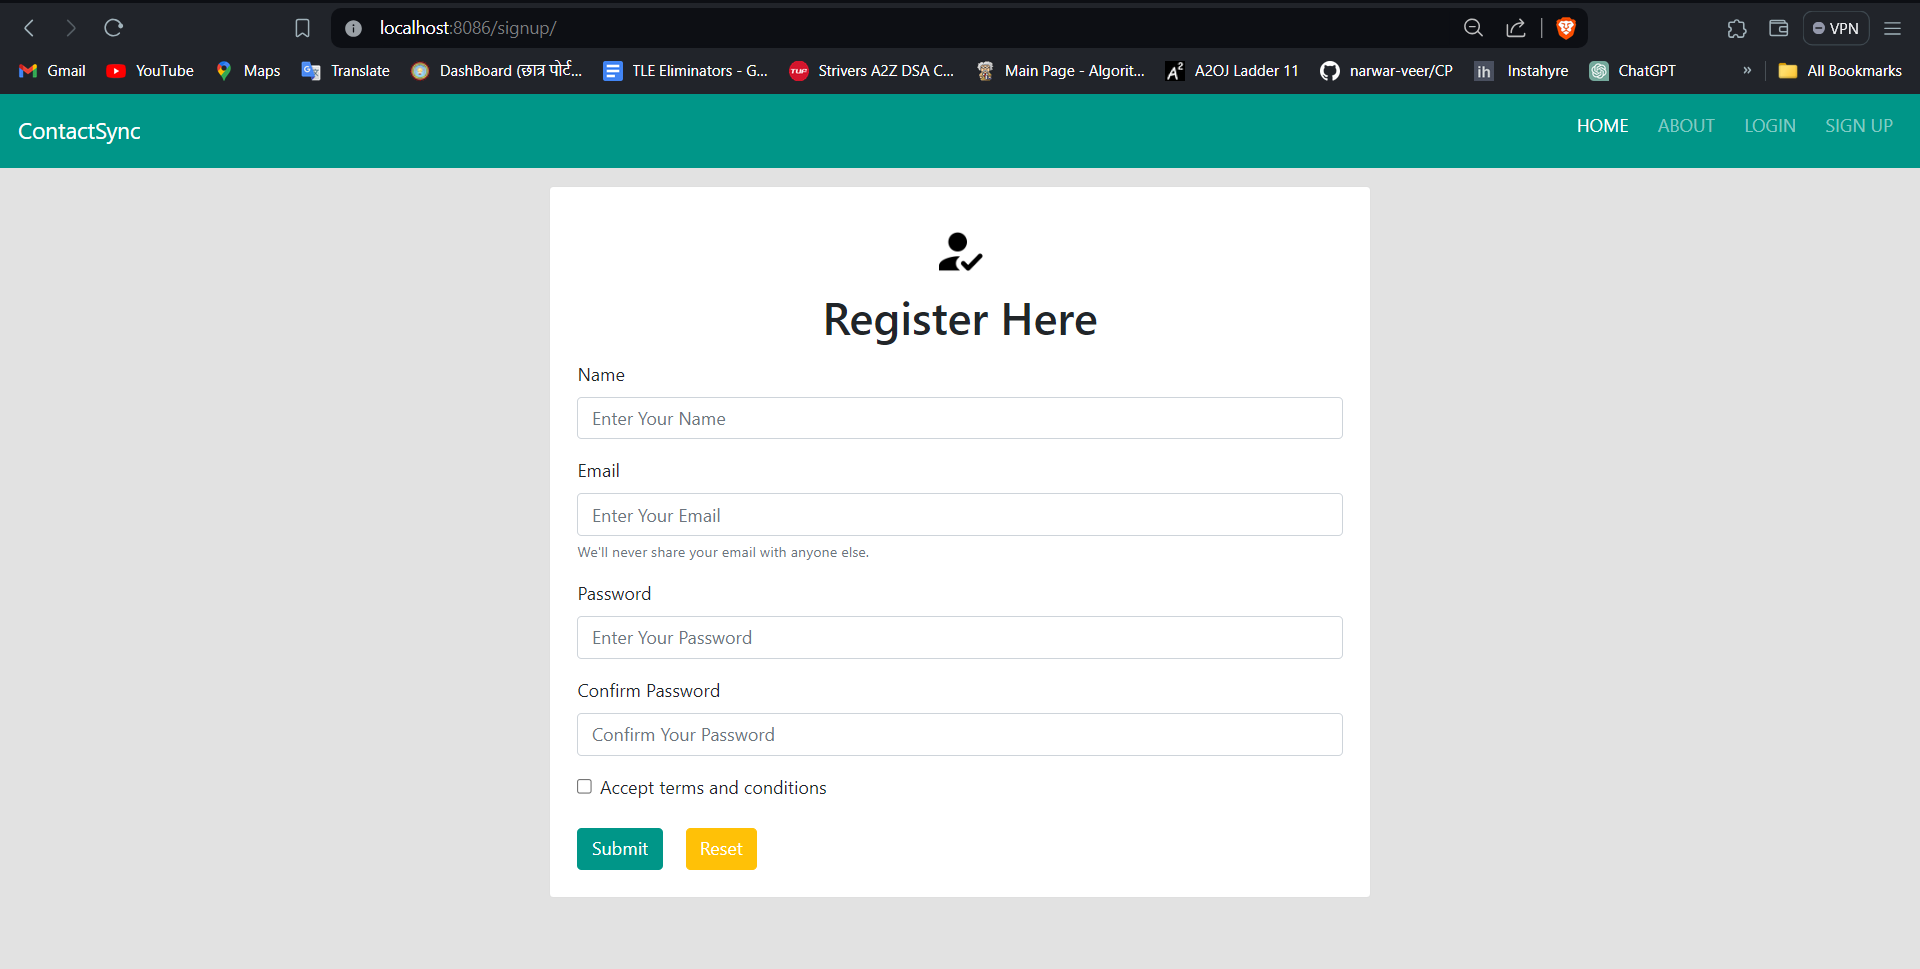 localhost:8086/signup/
VPN
Gmail YouTube Maps Translate DashBoard (छात्र पोर्ट... TLE Eliminators - G... TUF Strivers A2Z DSA C... Main Page - Algorit... A2 A2OJ Ladder 11 narwar-veer/CP ih Instahyre ChatGPT » All Bookmarks
ContactSync HOME ABOUT LOGIN SIGN UP
Register Here
Name
Enter Your Name
Email
Enter Your Email
We'll never share your email with anyone else.
Password
Enter Your Password
Confirm Password
Confirm Your Password
Accept terms and conditions
Submit Reset